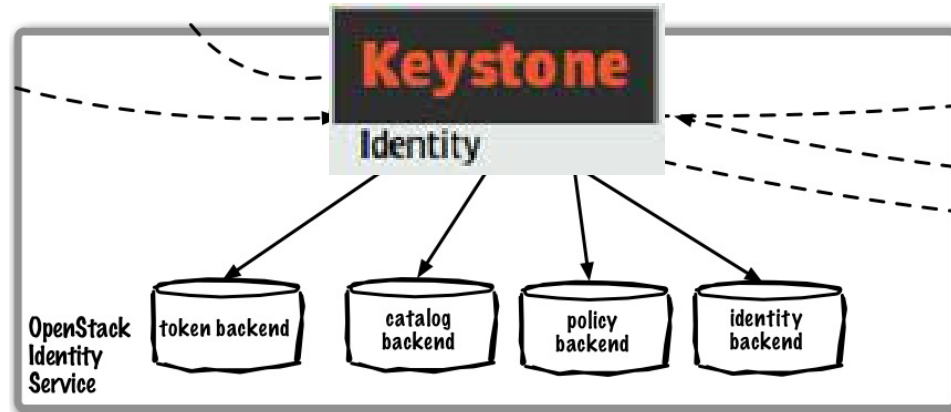 Keystone
Identity
token backend
catalog
backend
policy
backend
identity
backend
OpenStack
Identity
Service